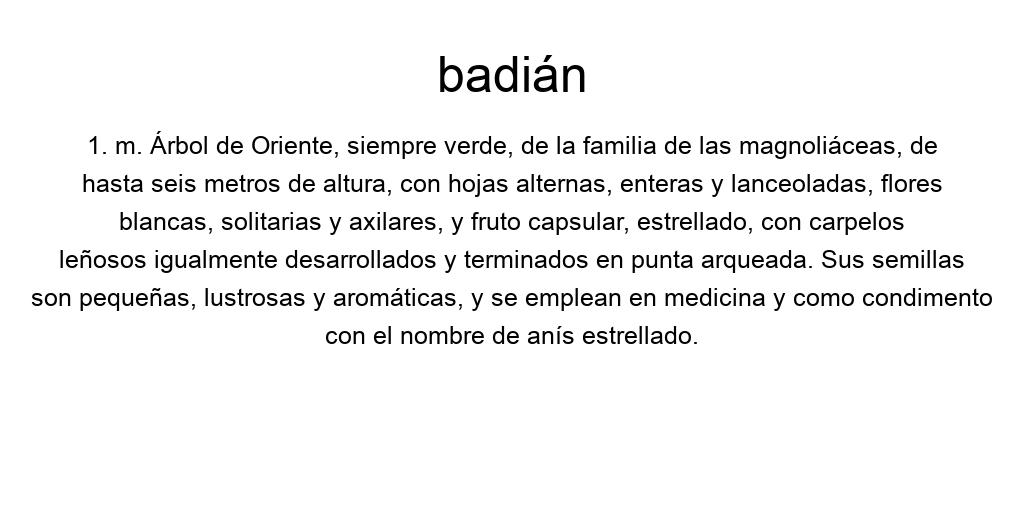 badián
1. m. Árbol de Oriente, siempre verde, de la familia de las magnoliáceas, de
hasta seis metros de altura, con hojas alternas, enteras y lanceoladas, flores
blancas, solitarias y axilares, y fruto capsular, estrellado, con carpelos
leñosos igualmente desarrollados y terminados en punta arqueada. Sus semillas
son pequeñas, lustrosas y aromáticas, y se emplean en medicina y como condimento
con el nombre de anís estrellado.